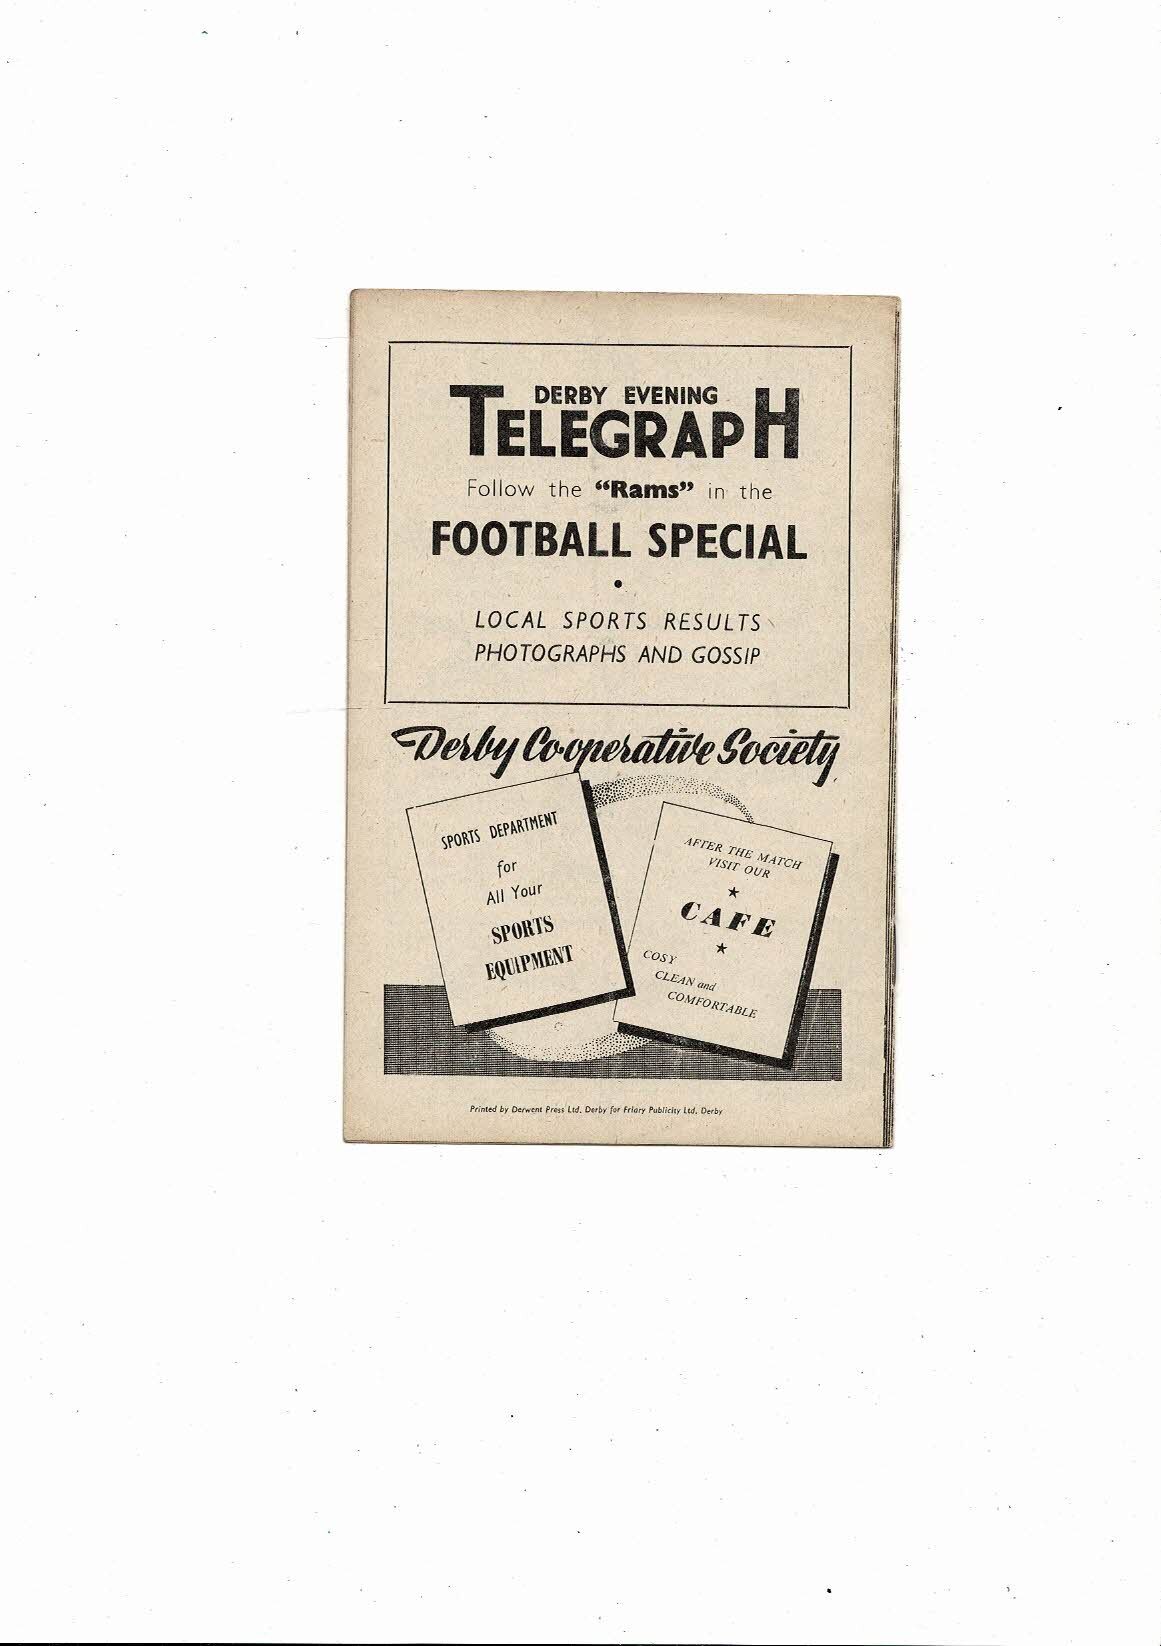 DERBY EVENING
TELEGRAPH
Follow the “Rams” in the
FOOTBALL SPECIAL
•
LOCAL SPORTS RESULTS
PHOTOGRAPHS AND GOSSIP
Derby Co-operative Society
SPORTS DEPARTMENT
for
All Your
SPORTS
EQUIPMENT
AFTER THE MATCH
VISIT OUR
★
CAFE
★
COSY
CLEAN and
COMFORTABLE
Printed by Derwent Press Ltd. Derby for Friary Publicity Ltd. Derby